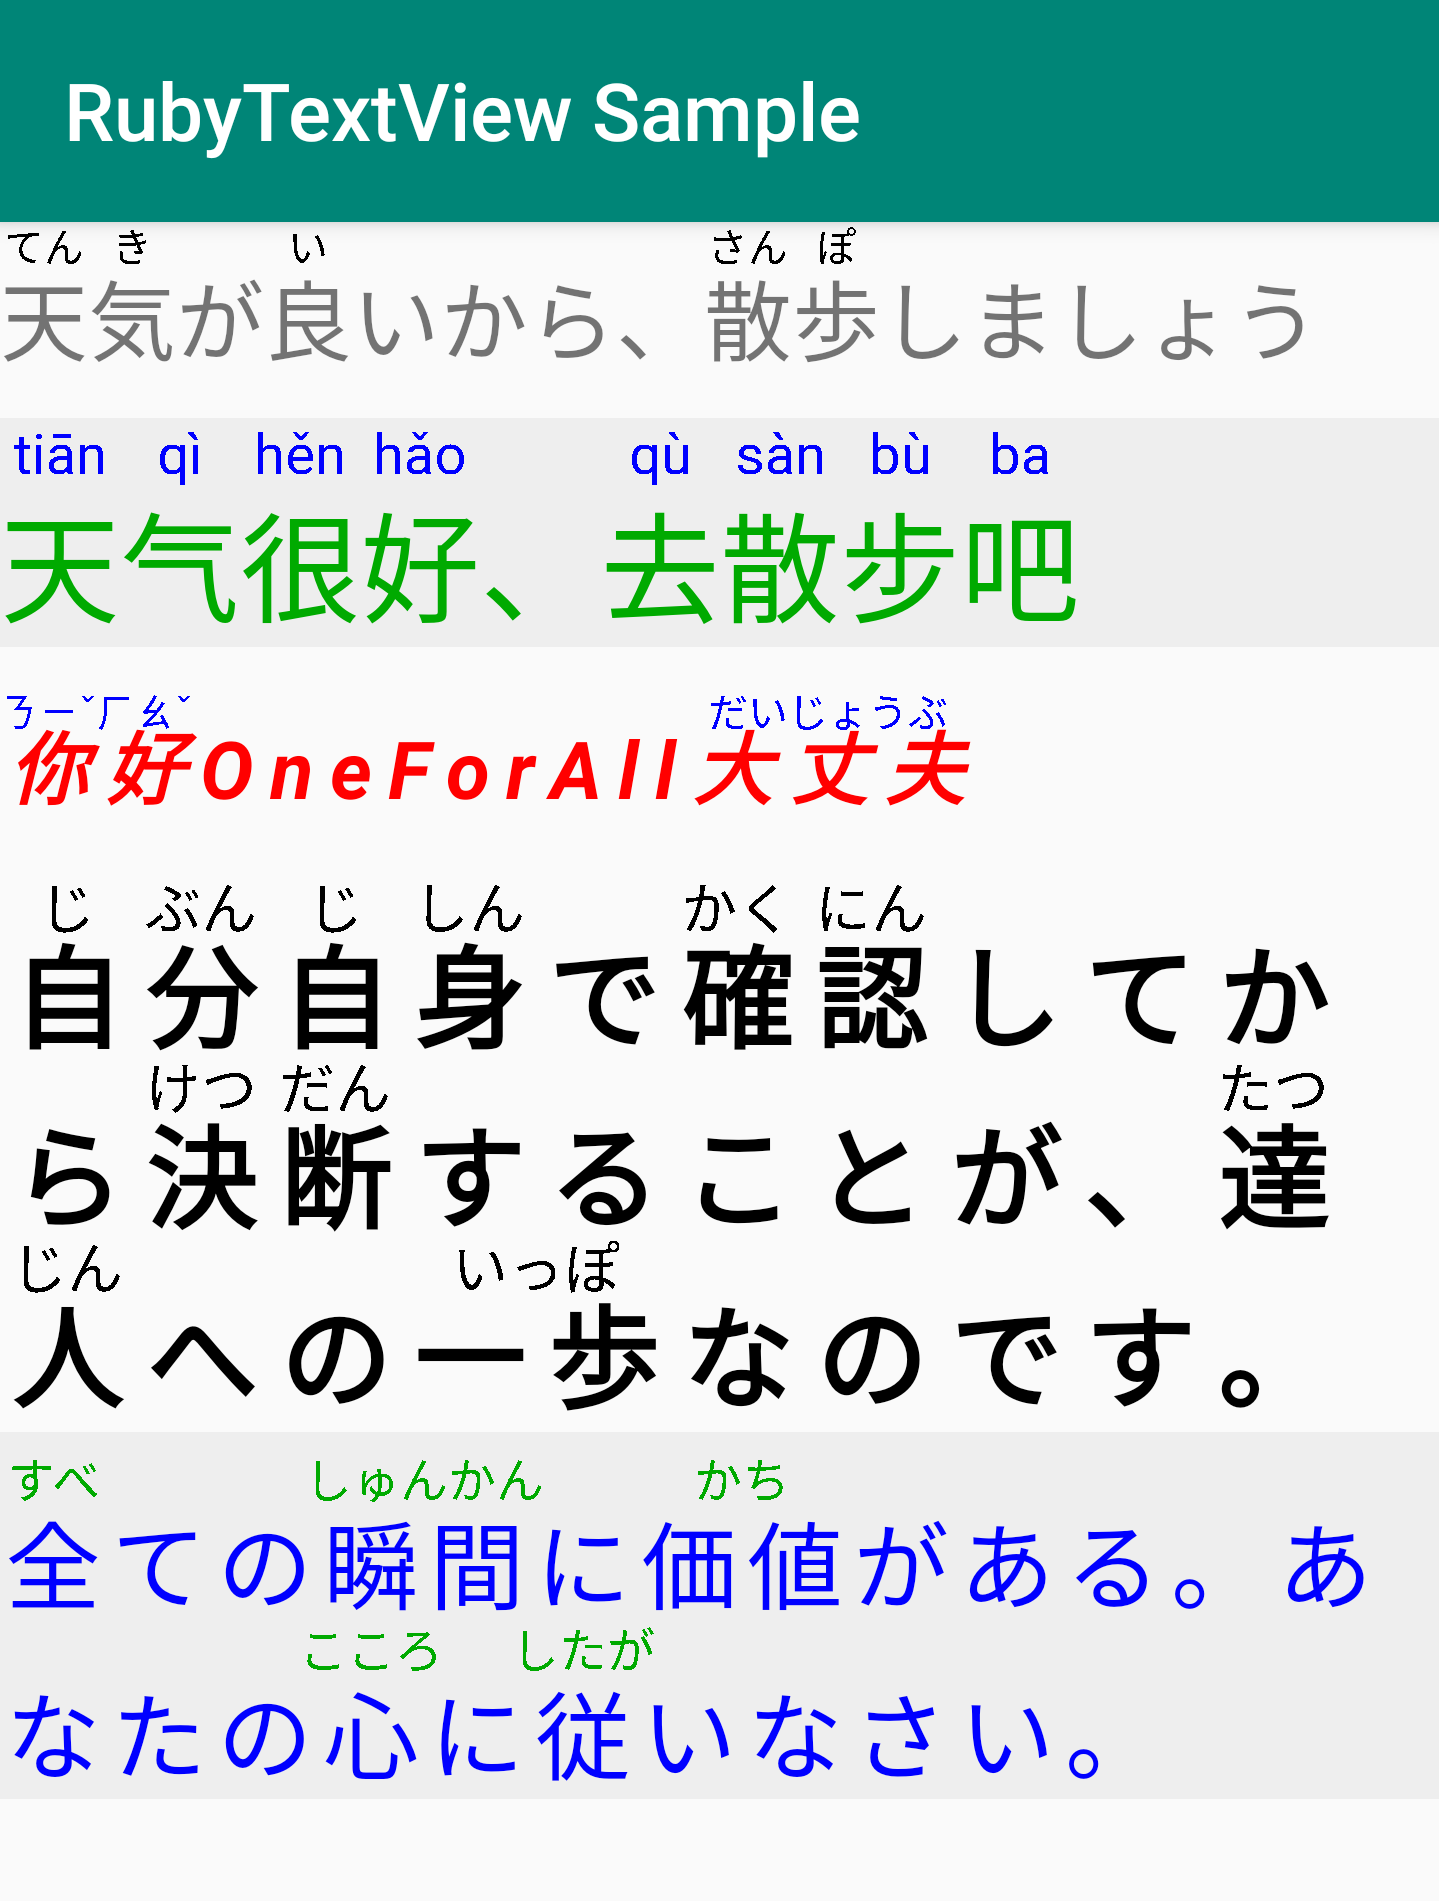 RubyTextView Sample
てん き い さん ぽ
天気が良いから、散歩しましょう
tiān qì hěn hǎo qù sàn bù ba
天气很好、去散步吧
ㄋㄧˇㄏㄠˇ だいじょうぶ
你好OneForAll大丈夫
じ ぶん じ しん かく にん
自分自身で確認してか
けつ だん たつ
ら決断することが、達
じん いっぽ
人への一歩なのです。
すべ しゅんかん かち
全ての瞬間に価値がある。あ
こころ したが
なたの心に従いなさい。